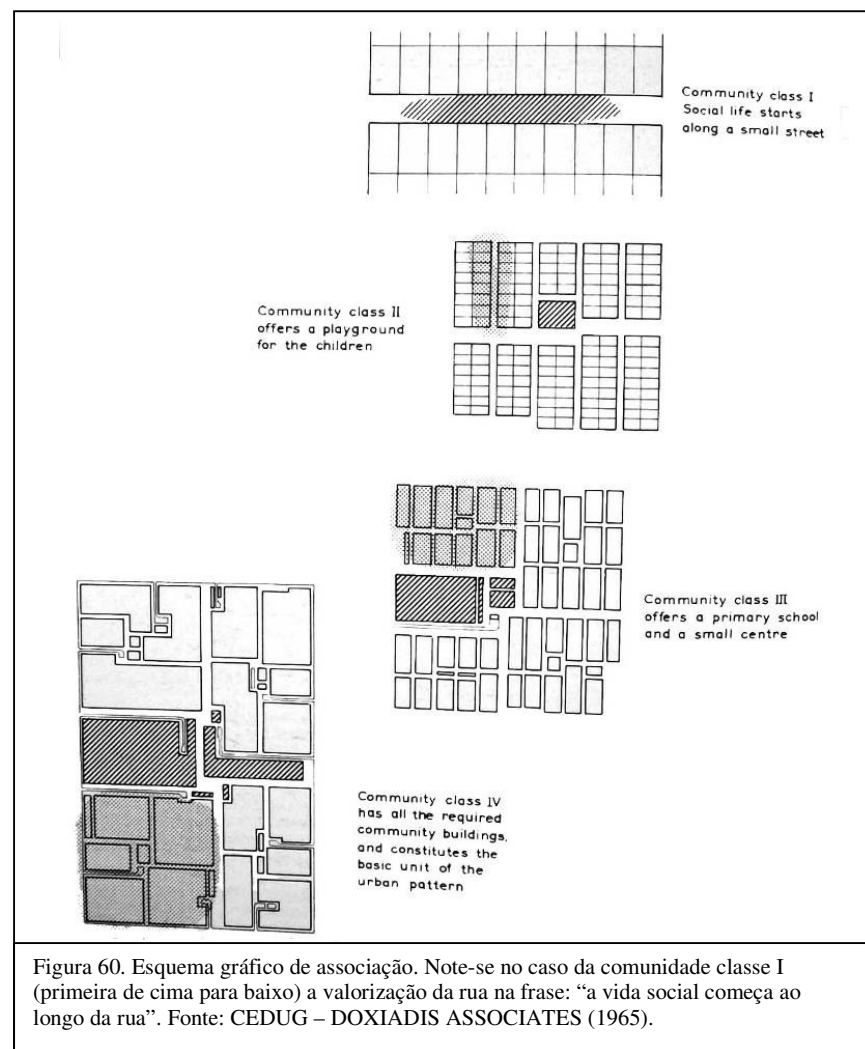 Community class I
Social life starts
along a small street
Community class II
offers a playground
for the children
Community class III
offers a primary school
and a small centre
Community class IV
has all the required
community buildings,
and constitutes the
basic unit of the
urban pattern
Figura 60. Esquema gráfico de associação. Note-se no caso da comunidade classe I
(primeira de cima para baixo) a valorização da rua na frase: “a vida social começa ao
longo da rua”. Fonte: CEDUG – DOXIADIS ASSOCIATES (1965).